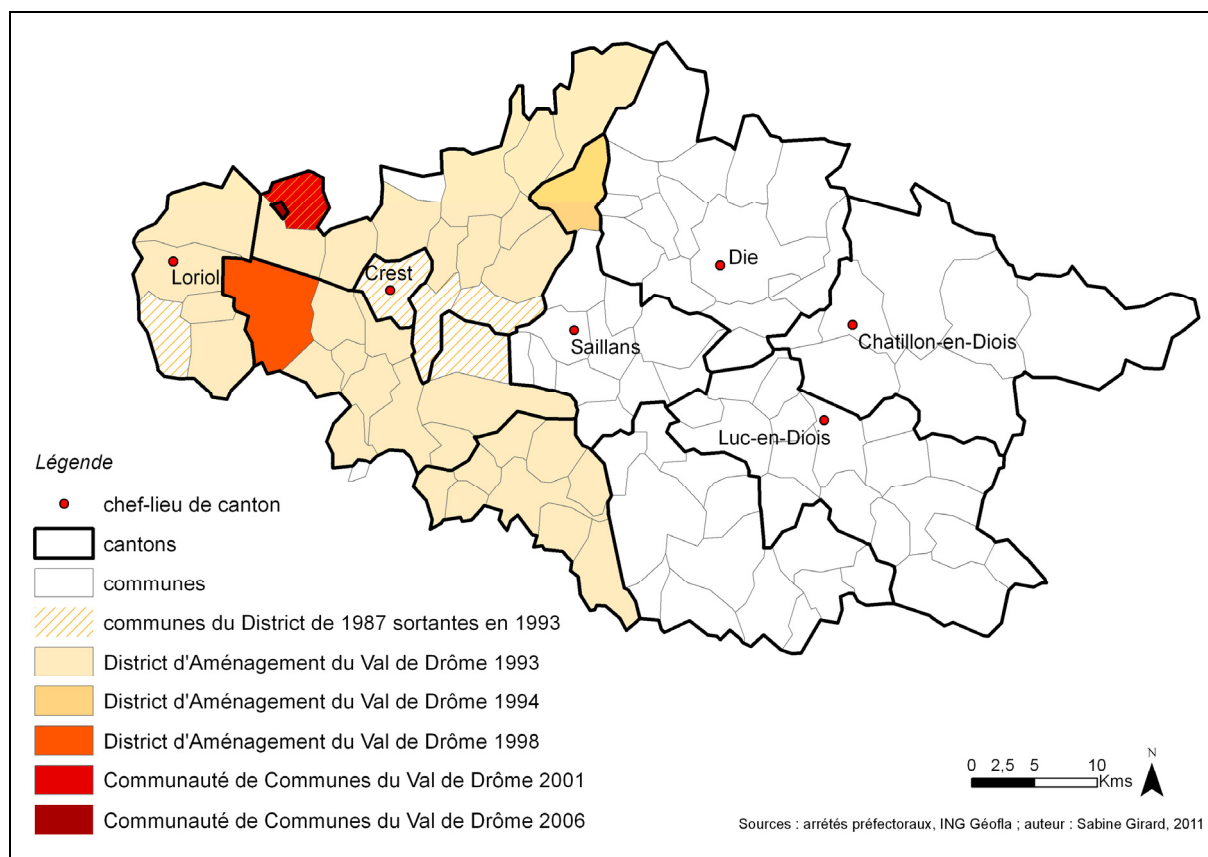 Loriol
Crest
Die
Saillans
Chatillon-en-Diois
Luc-en-Diois
Légende
chef-lieu de canton
cantons
communes
communes du District de 1987 sortantes en 1993
District d'Aménagement du Val de Drôme 1993
District d'Aménagement du Val de Drôme 1994
District d'Aménagement du Val de Drôme 1998
Communauté de Communes du Val de Drôme 2001
Communauté de Communes du Val de Drôme 2006
N
0 2,5 5 10
Kms
Sources : arrétés préfectoraux, ING Géofla ; auteur : Sabine Girard, 2011